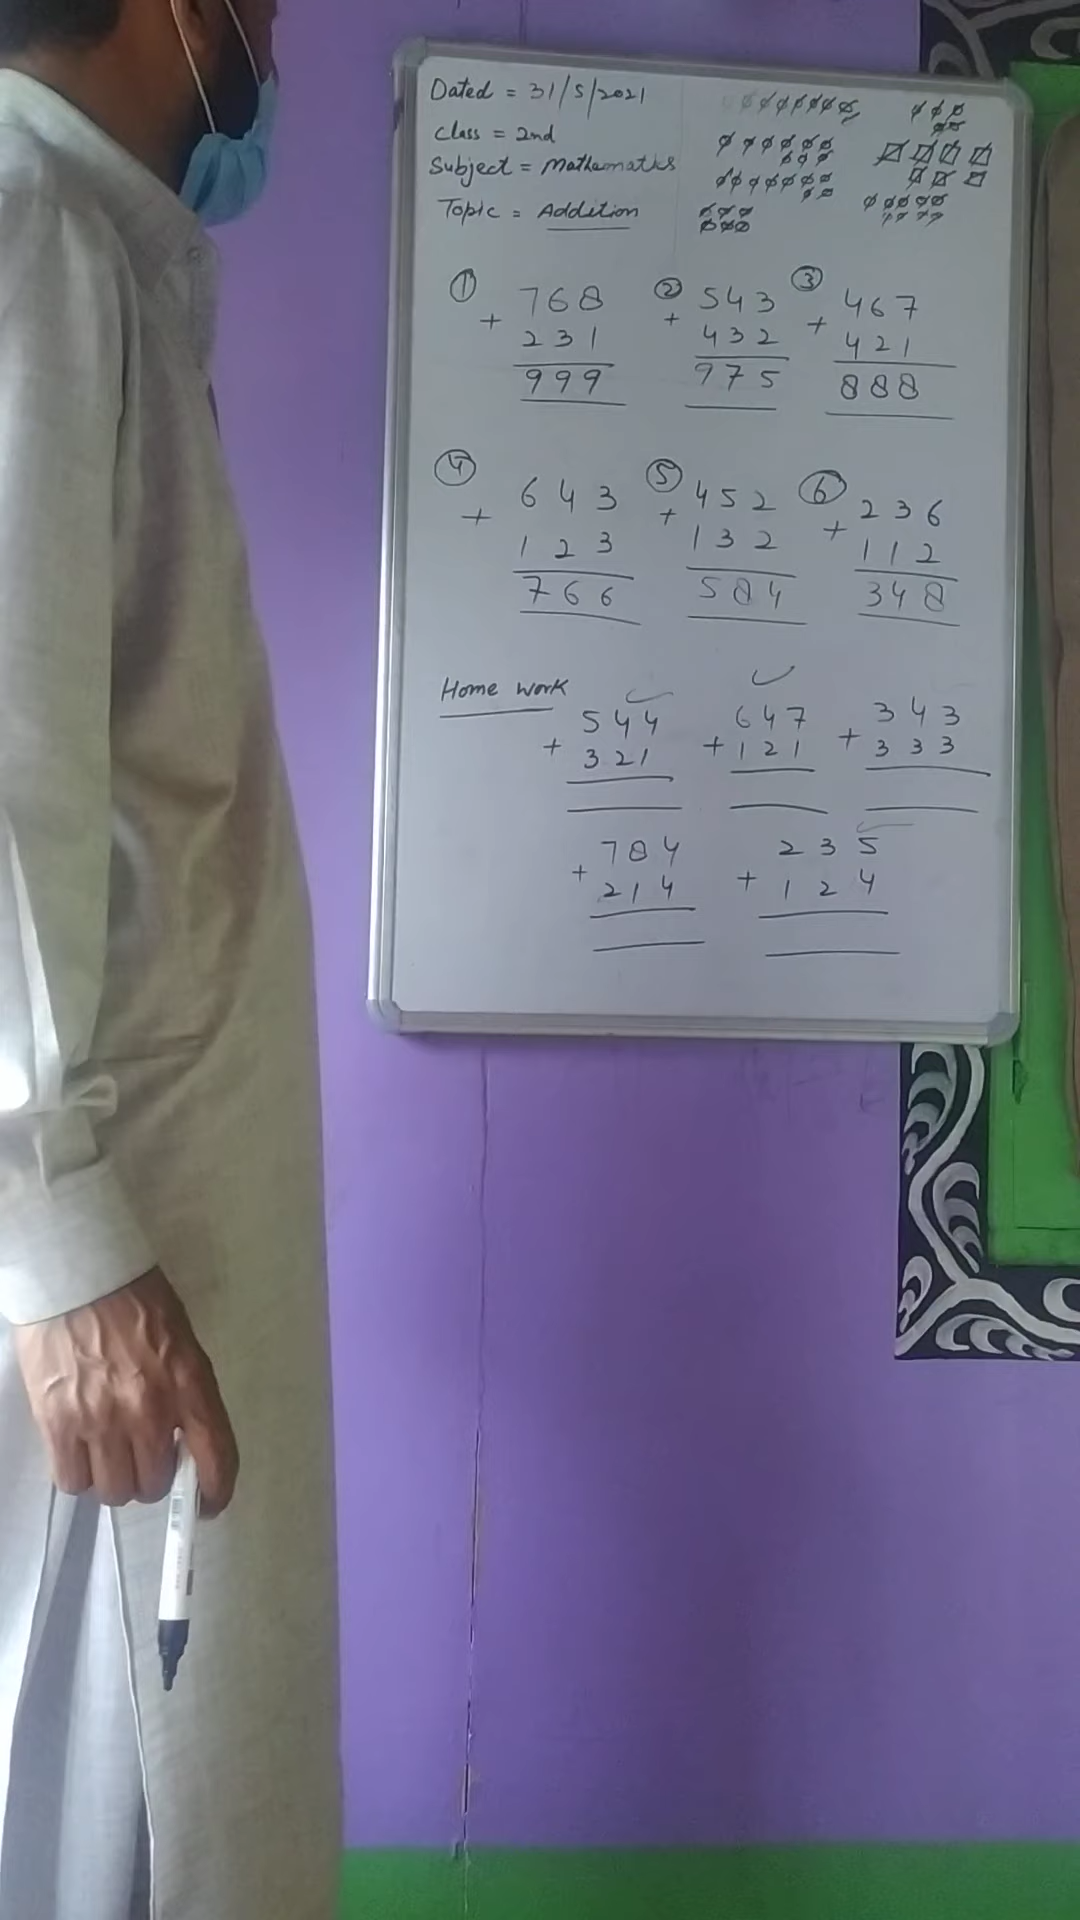 Dated = 31/5/2021
Class = 2nd
Subject = Mathematics
Topic = Addition
① ② ③
768 543 467
+ + +
231 432 421
999 975 888
④ ⑤ ⑥
643 452 236
+ + +
123 132 112
766 584 348
Home work
544 647 343
+ 321 + 121 + 333
784 235
+ 214 + 124